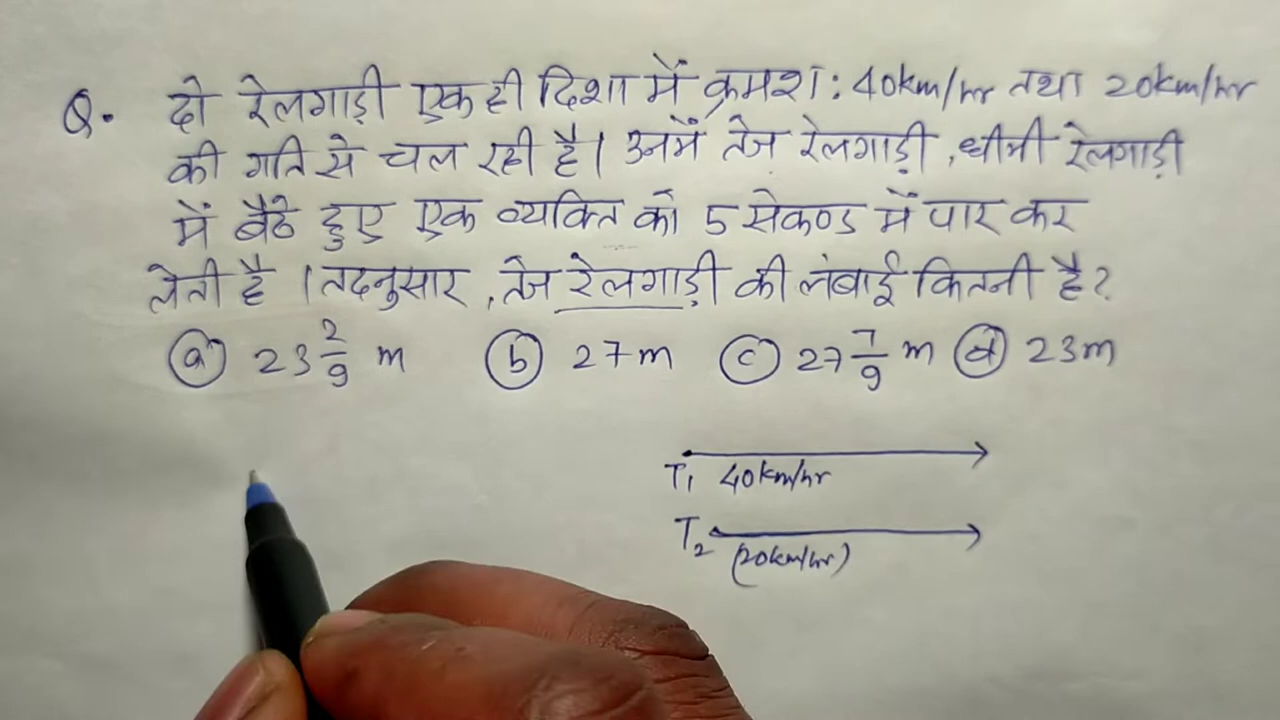 Q. दो रेलगाड़ी एक ही दिशा में क्रमश: 40km/hr तथा 20km/hr
की गति से चल रही है। उनमें तेज रेलगाड़ी ,धीमी रेलगाड़ी
में बैठे हुए एक व्यक्ति को 5 सेकण्ड में पार कर
लेती है । तदनुसार , तेज रेलगाड़ी की लंबाई कितनी है?
(a) 23 2/9 m (b) 27m (c) 27 7/9 m (d) 23m
T₁ 40km/hr
T₂ (20km/hr)